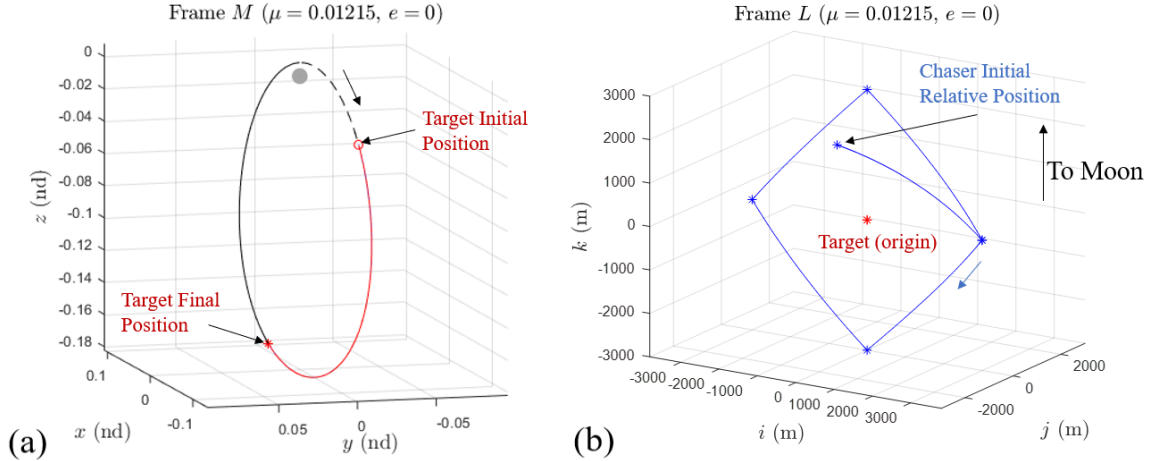 Frame M (μ = 0.01215, e = 0)
0
-0.02
-0.04
-0.06
-0.08
-0.1
-0.12
-0.14
-0.16
-0.18
z (nd)
Target Initial
Position
Target Final
Position
0.1
0
-0.1
x (nd)
0.05
0
-0.05
y (nd)
(a)
Frame L (μ = 0.01215, e = 0)
Chaser Initial
Relative Position
To Moon
Target (origin)
3000
2000
1000
0
-1000
-2000
-3000
k (m)
-3000
-2000
-1000
0
1000
2000
3000
i (m)
-2000
0
2000
j (m)
(b)